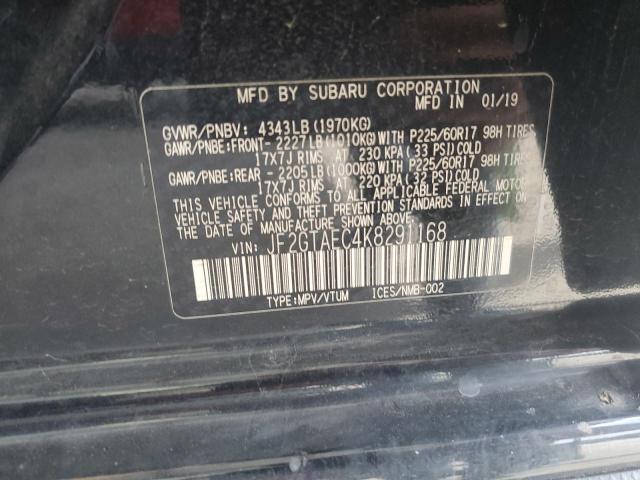 MFD BY SUBARU CORPORATION
MFD IN 01/19
GVWR/PNBV: 4343LB(1970KG)
GAWR/PNBE:FRONT- 2227LB(1010KG)WITH P225/60R17 98H TIRES
17X7J RIMS AT 230 KPA (33 PSI)COLD
GAWR/PNBE:REAR - 2205LB(1000KG)WITH P225/60R17 98H TIRES
17X7J RIMS AT 220 KPA (32 PSI)COLD
THIS VEHICLE CONFORMS TO ALL APPLICABLE FEDERAL MOTOR
VEHICLE SAFETY AND THEFT PREVENTION STANDARDS IN EFFECT ON
THE DATE OF MANUFACTURE SHOWN ABOVE.
VIN: JF2GTAEC4K8291168
TYPE:MPV/VTUM ICES/NMB-002